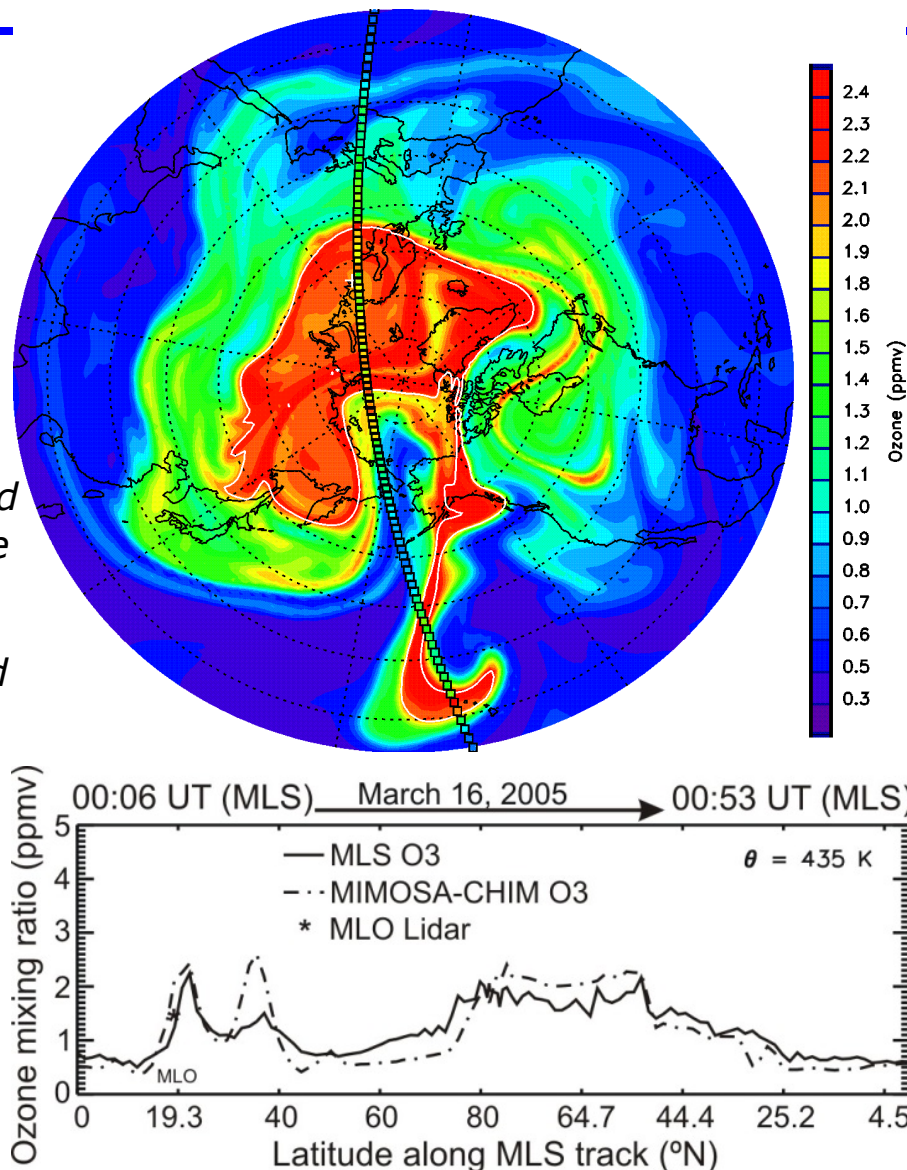 2.4
2.3
2.2
2.1
2.0
1.9
1.8
1.6
1.5
1.4
1.3
1.2
1.1
1.0
0.9
0.8
0.7
0.6
0.5
0.3
Ozone (ppmv)
d
e
d
00:06 UT (MLS) March 16, 2005 00:53 UT (MLS)
Ozone mixing ratio (ppmv)
5
4
3
2
1
0
MLS O3
θ = 435 K
MIMOSA-CHIM O3
* MLO Lidar
MLO
0 19.3 40 60 80 64.7 44.4 25.2 4.5
Latitude along MLS track (ºN)